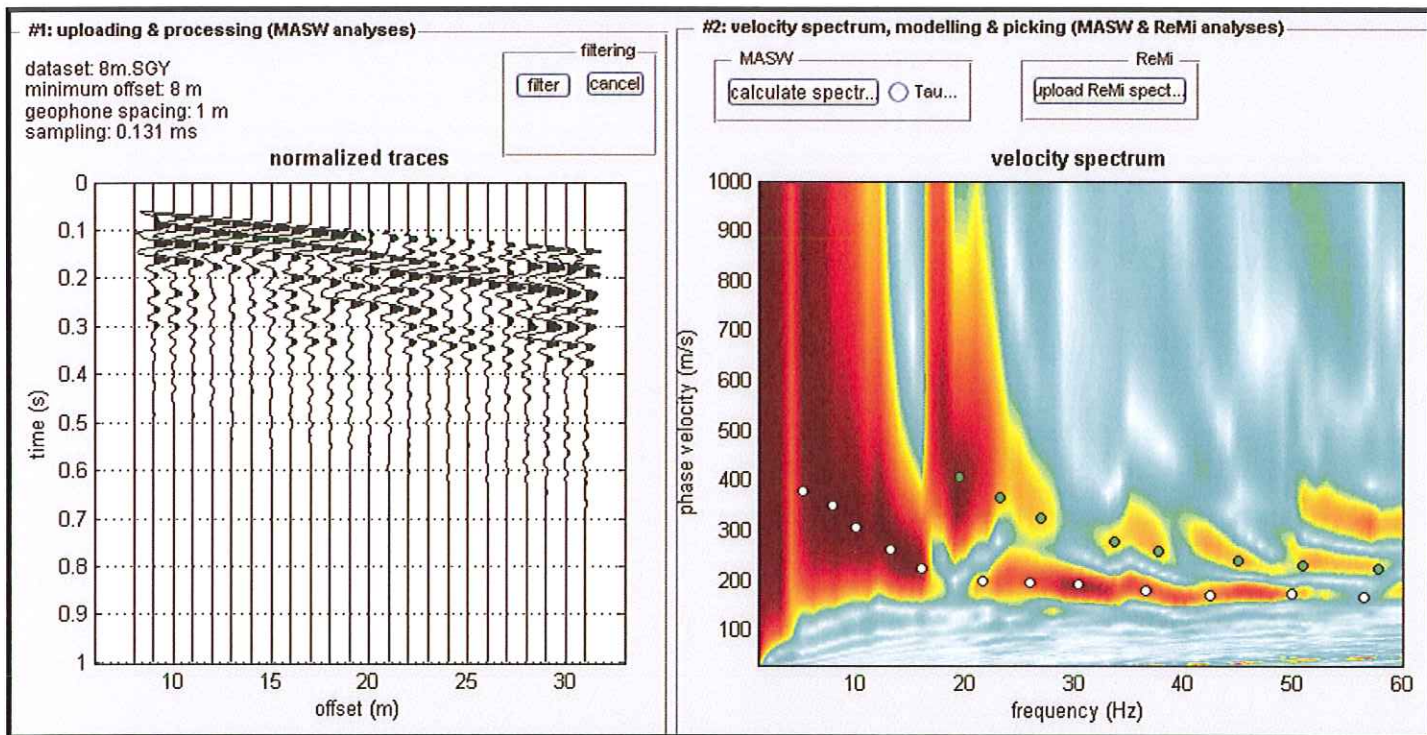 #1: uploading & processing (MASW analyses)
dataset: 8m.SGY
minimum offset: 8 m
geophone spacing: 1 m
sampling: 0.131 ms
filtering
filter
cancel
normalized traces
0
0.1
0.2
0.3
0.4
0.5
0.6
0.7
0.8
0.9
1
time (s)
10
15
20
25
30
offset (m)
#2: velocity spectrum, modelling & picking (MASW & ReMi analyses)
MASW
calculate spectr...
Tau...
ReMi
upload ReMi spect...
velocity spectrum
1000
900
800
700
600
500
400
300
200
100
phase velocity (m/s)
10
20
30
40
50
60
frequency (Hz)